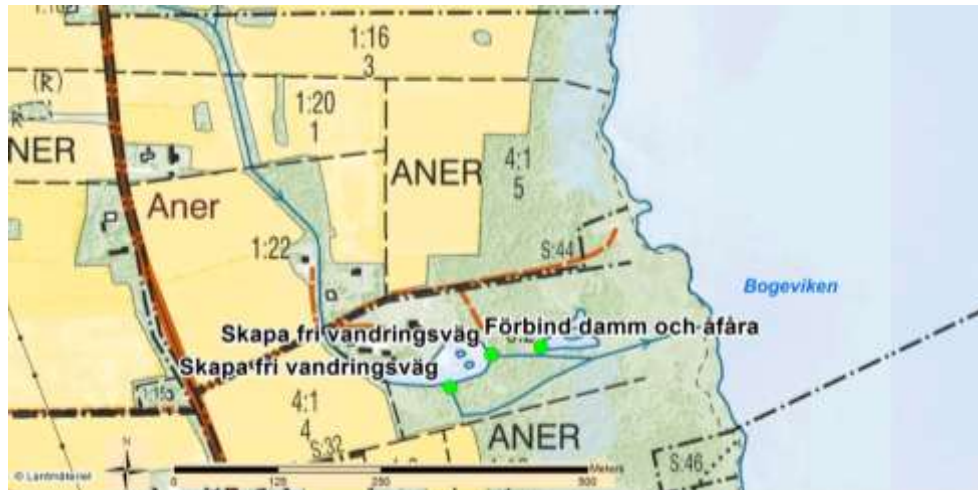 1:16
3
(R)
1:20
1
NER
ANER
4:1
5
Aner
1:22
S:44
Bogeviken
Skapa fri vandringsväg
Förbind damm och åfåra
Skapa fri vandringsväg
4:1
4
S:32
ANER
S:46
N
© Lantmäteriet
Meters
0
125
250
500